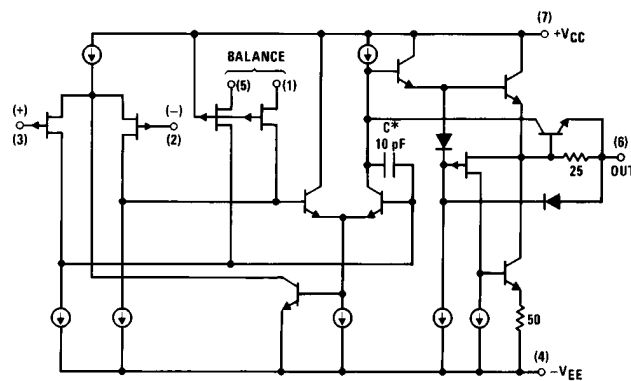 (7)
+VCC
BALANCE
(5)
(1)
(+)
(3)
(−)
(2)
C*
10 pF
(6)
OUT
25
50
(4)
−VEE